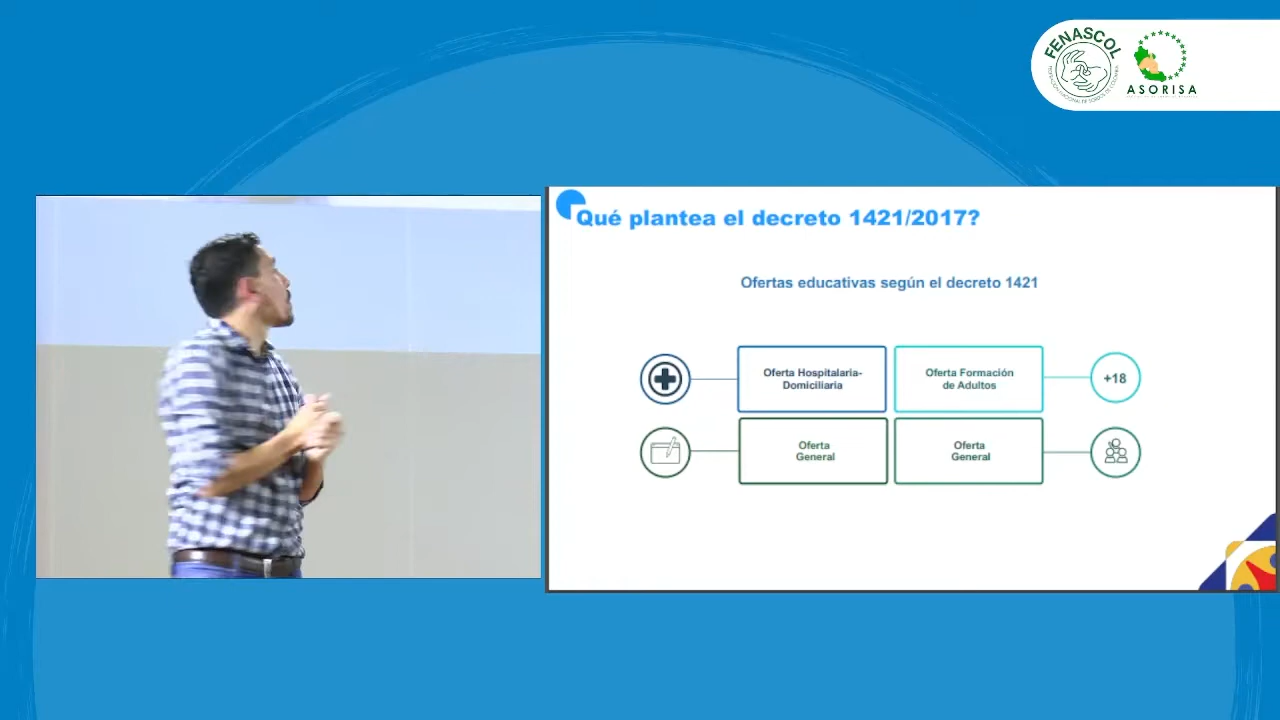 FENASCOL
ASORISA
Qué plantea el decreto 1421/2017?
Ofertas educativas según el decreto 1421
Oferta Hospitalaria-
Domiciliaria
Oferta Formación
de Adultos
+18
Oferta
General
Oferta
General